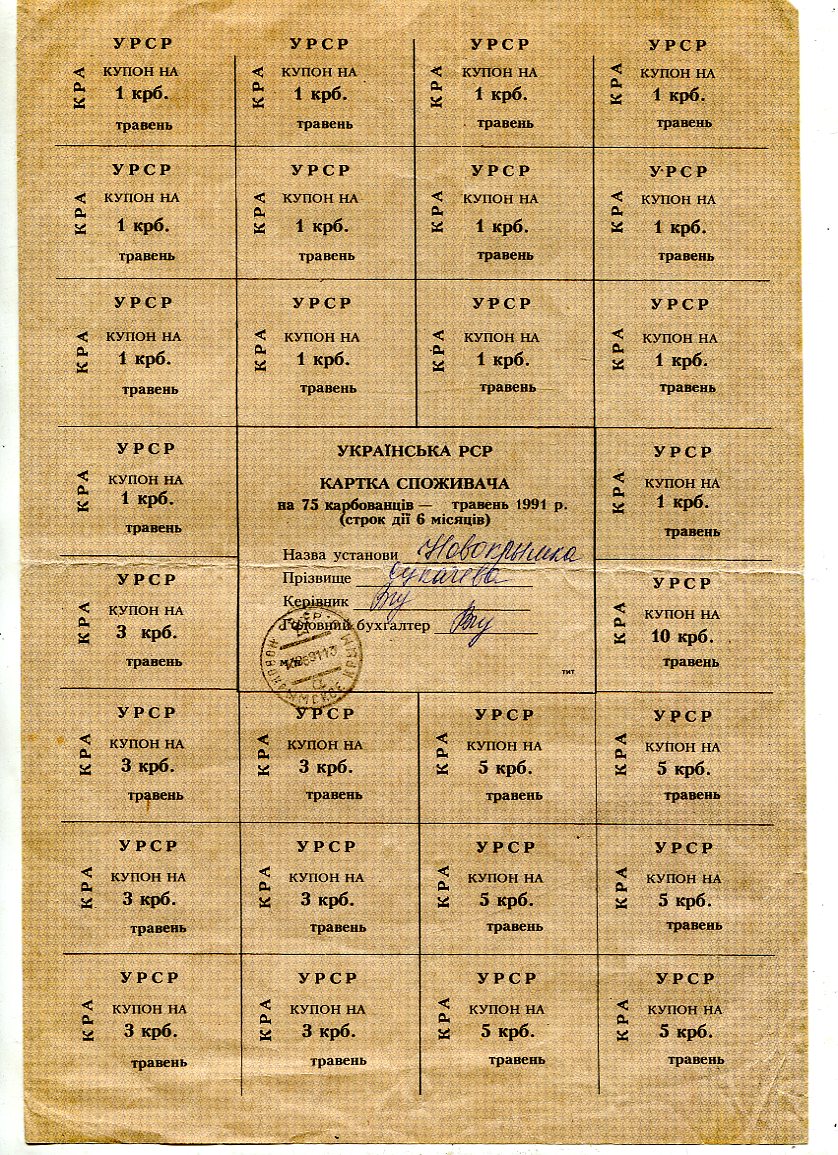 УРСР УРСР УРСР УРСР
КРА КУПОН НА КРА КУПОН НА КРА КУПОН НА КРА КУПОН НА
1 крб. 1 крб. 1 крб. 1 крб.
травень травень травень травень
УРСР УРСР УРСР УРСР
КРА КУПОН НА КРА КУПОН НА КРА КУПОН НА КРА КУПОН НА
1 крб. 1 крб. 1 крб. 1 крб.
травень травень травень травень
УРСР УРСР УРСР УРСР
КРА КУПОН НА КРА КУПОН НА КРА КУПОН НА КРА КУПОН НА
1 крб. 1 крб. 1 крб. 1 крб.
травень травень травень травень
УРСР
КРА КУПОН НА
1 крб.
травень
УКРАЇНСЬКА РСР
КАРТКА СПОЖИВАЧА
на 75 карбованців — травень 1991 р.
(строк дії 6 місяців)
Назва установи
Прізвище Сукачева
Керівник
Головний бухгалтер
тит
УРСР
КРА КУПОН НА
1 крб.
травень
УРСР
КРА КУПОН НА
3 крб.
травень
УРСР
КРА КУПОН НА
10 крб.
травень
УРСР УРСР УРСР УРСР
КРА КУПОН НА КРА КУПОН НА КРА КУПОН НА КРА КУПОН НА
3 крб. 3 крб. 5 крб. 5 крб.
травень травень травень травень
УРСР УРСР УРСР УРСР
КРА КУПОН НА КРА КУПОН НА КРА КУПОН НА КРА КУПОН НА
3 крб. 3 крб. 5 крб. 5 крб.
травень травень травень травень
УРСР УРСР УРСР УРСР
КРА КУПОН НА КРА КУПОН НА КРА КУПОН НА КРА КУПОН НА
3 крб. 3 крб. 5 крб. 5 крб.
травень травень травень травень